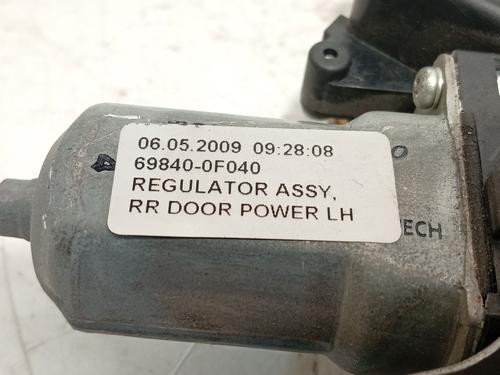 06.05.2009 09:28:08
69840-0F040
REGULATOR ASSY,
RR DOOR POWER LH